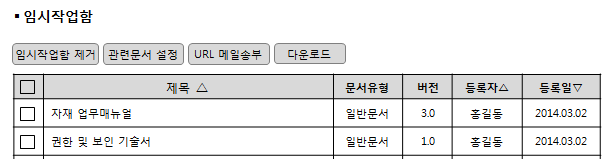 ▪ 임시작업함
임시작업함 제거 관련문서 설정 URL 메일송부 다운로드
제목 △ 문서유형 버전 등록자△ 등록일▽
자재 업무매뉴얼 일반문서 3.0 홍길동 2014.03.02
권한 및 보인 기술서 일반문서 1.0 홍길동 2014.03.02